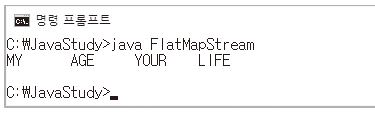 명령 프롬프트
C:₩JavaStudy>java FlatMapStream
MY AGE YOUR LIFE
C:₩JavaStudy>_